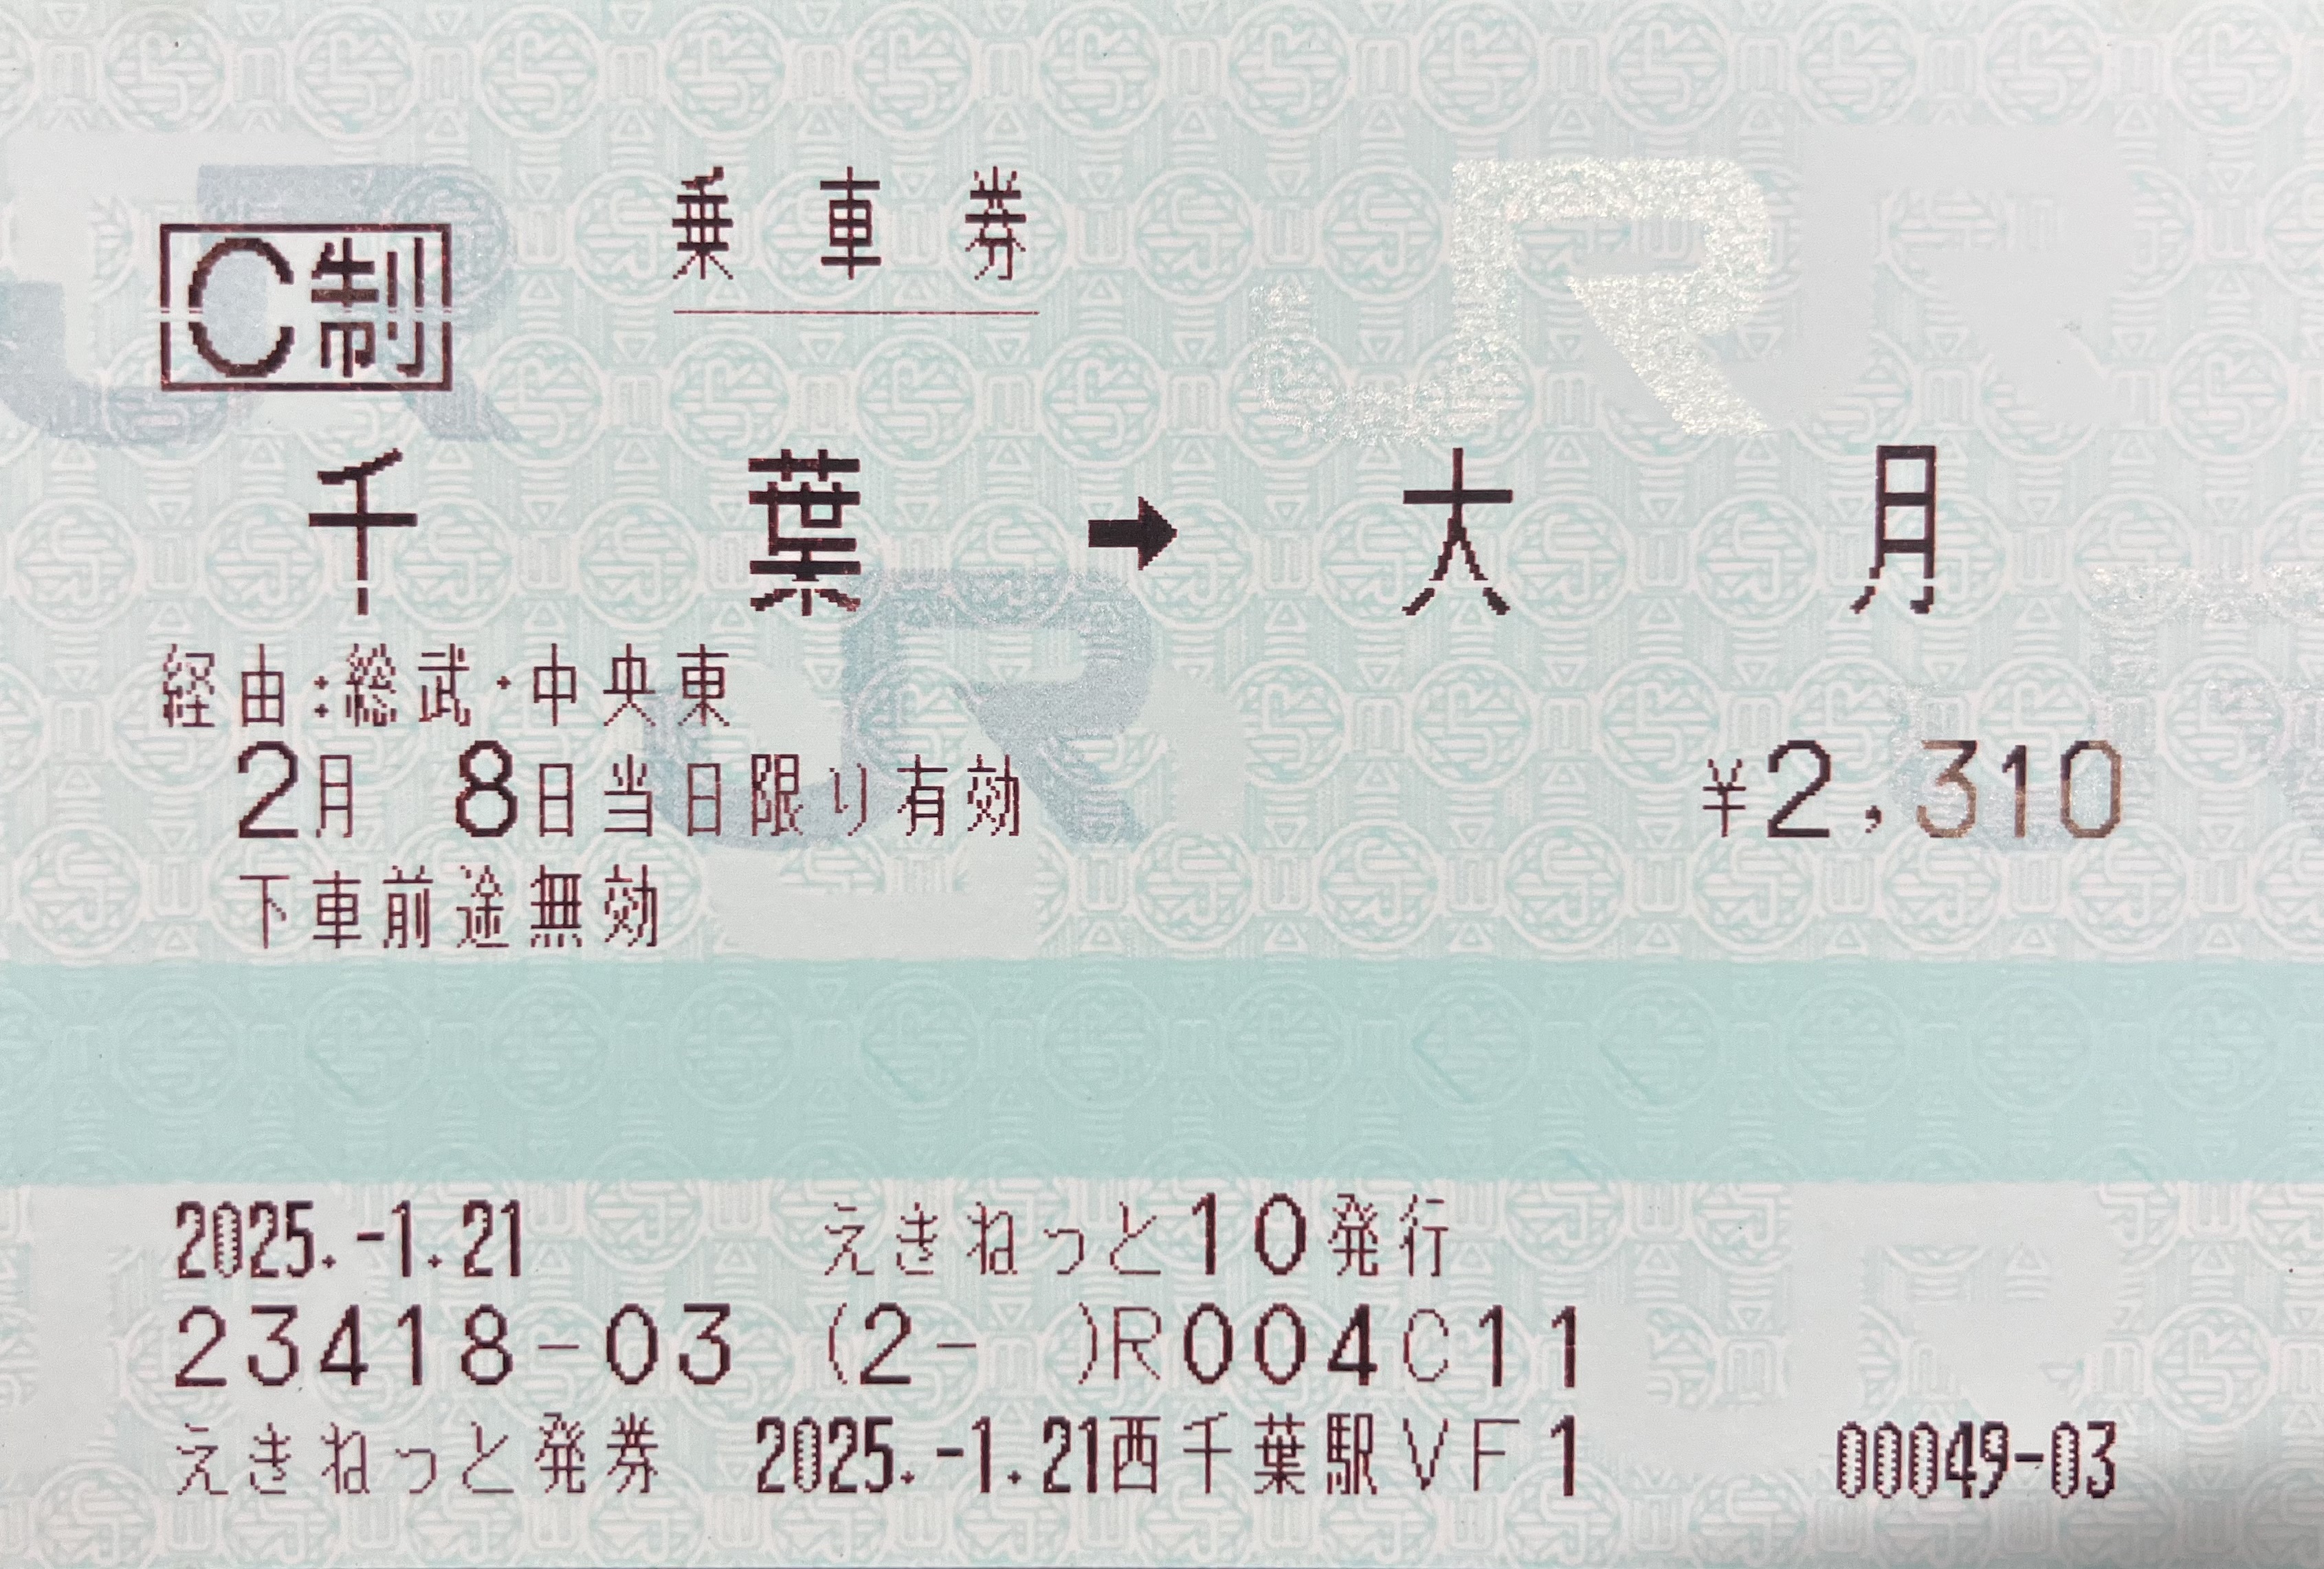 乗車券
C制
千葉➡大月
経由:総武・中央東
2月 8日当日限り有効 ¥2,310
下車前途無効
2025.-1.21 えきねっと10発行
23418-03 (2- )R004C11
えきねっと発券 2025.-1.21西千葉駅VF1 00049-03